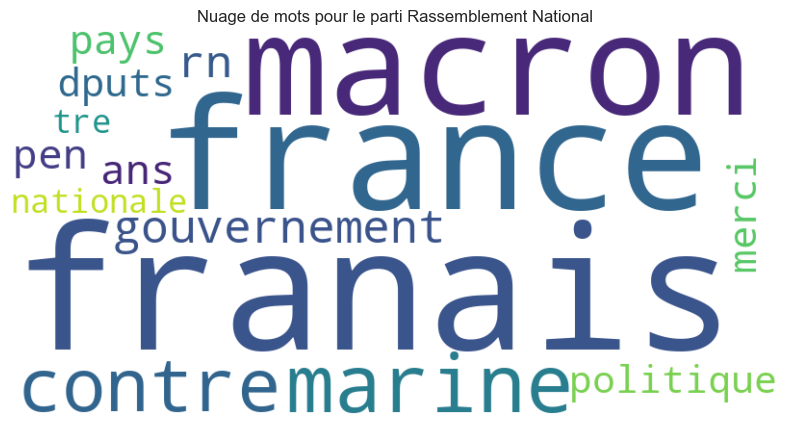 Nuage de mots pour le parti Rassemblement National
pays
rn
macron
dputs
tre
france
pen
ans
nationale
merci
gouvernement
franais
contre
marine
politique